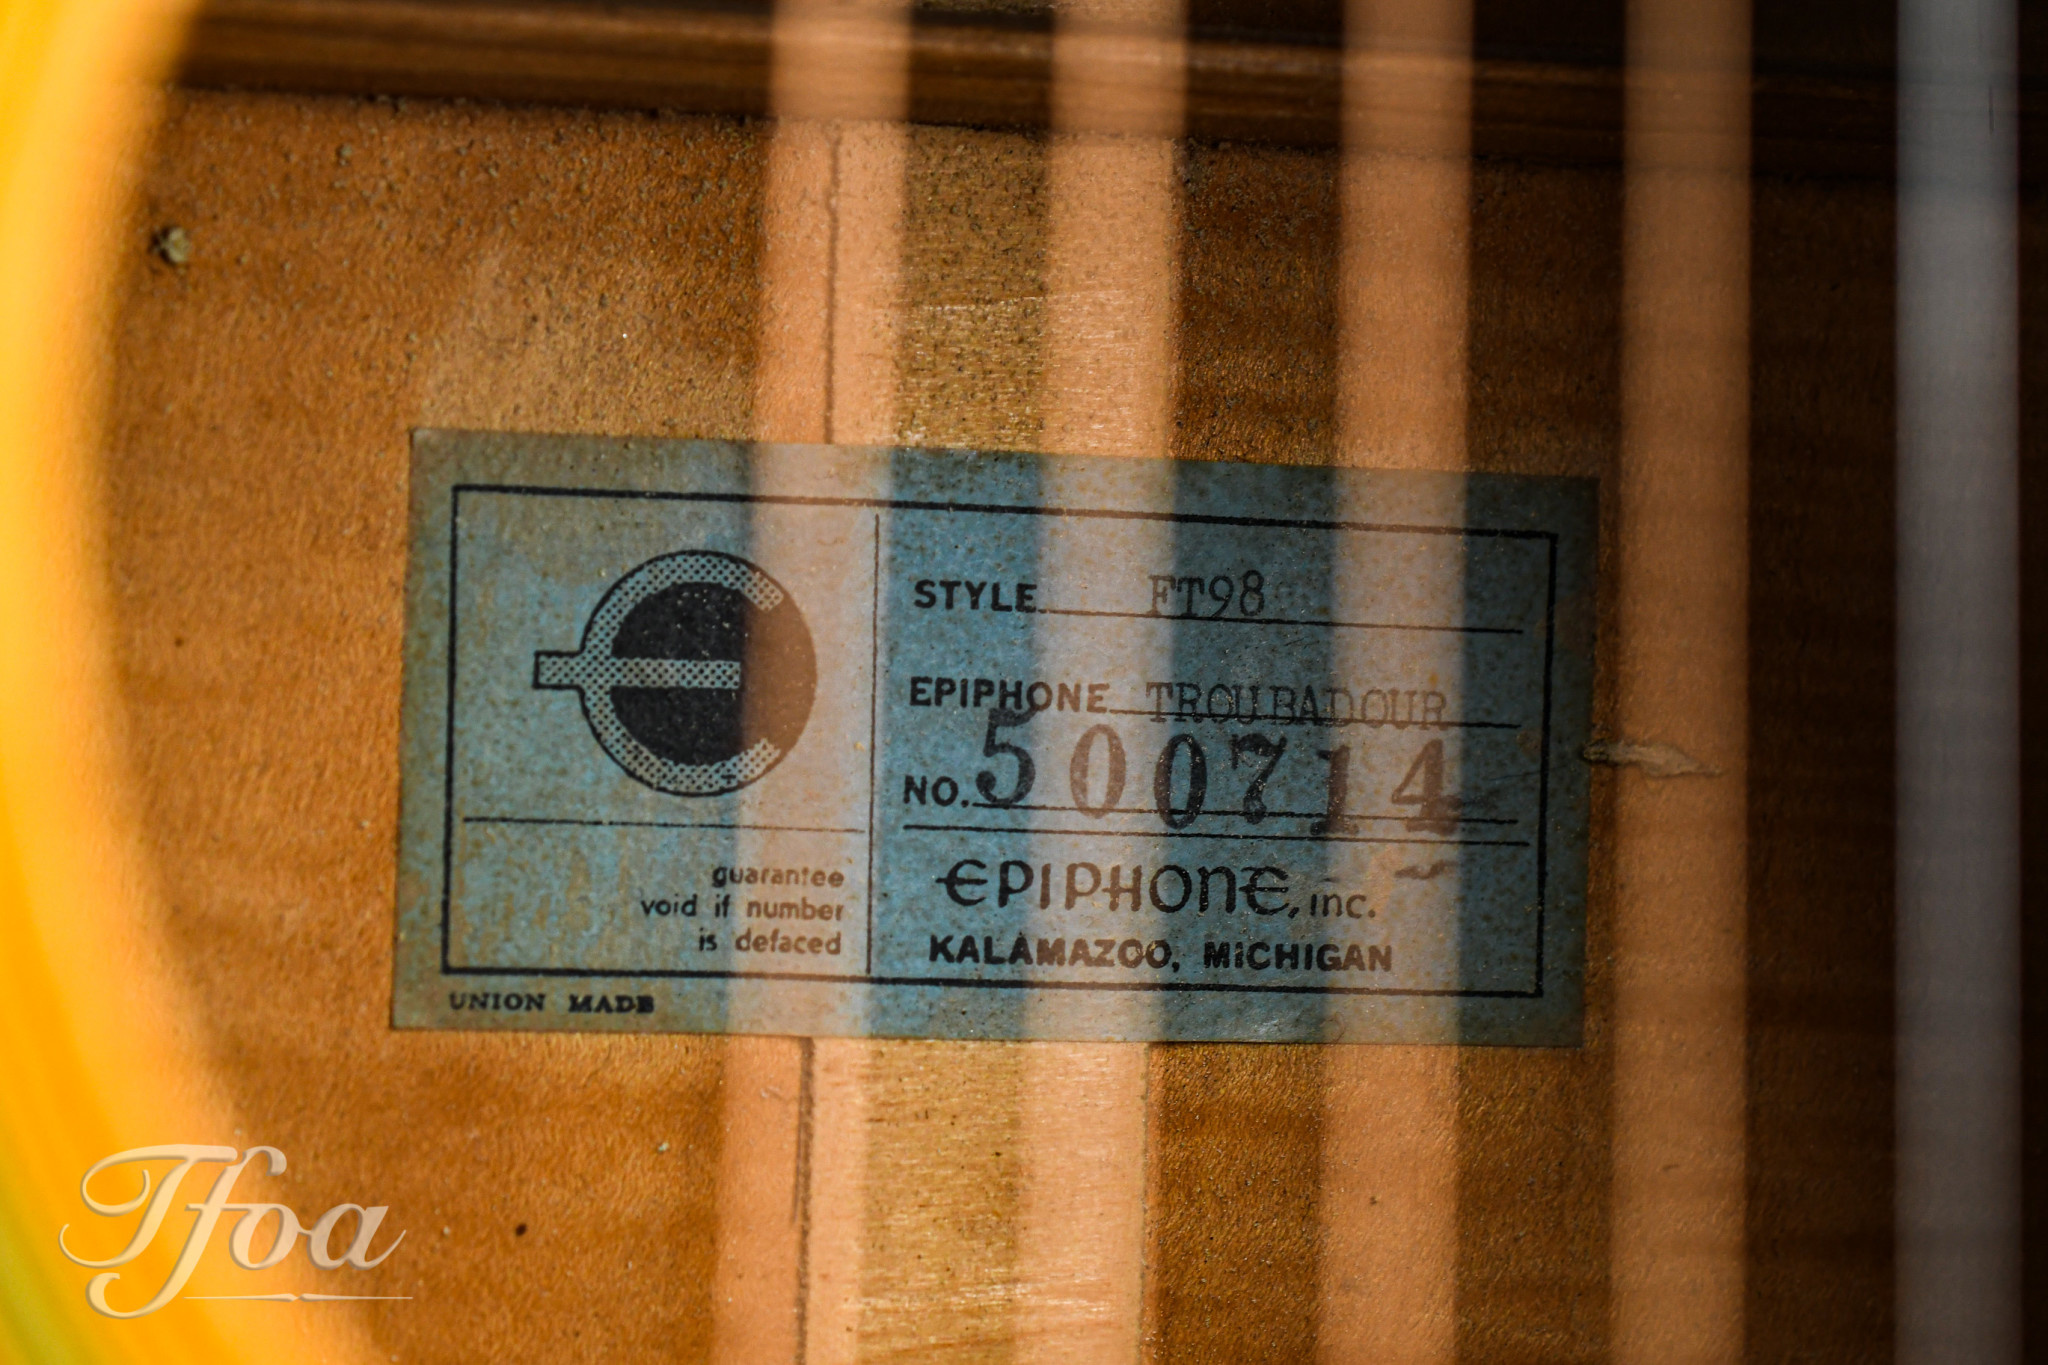 STYLE FT98
EPIPHONE TROUBADOUR
NO. 500714
EPIPHONE, inc.
KALAMAZOO, MICHIGAN
guarantee
void if number
is defaced
UNION MADE
Tfoa